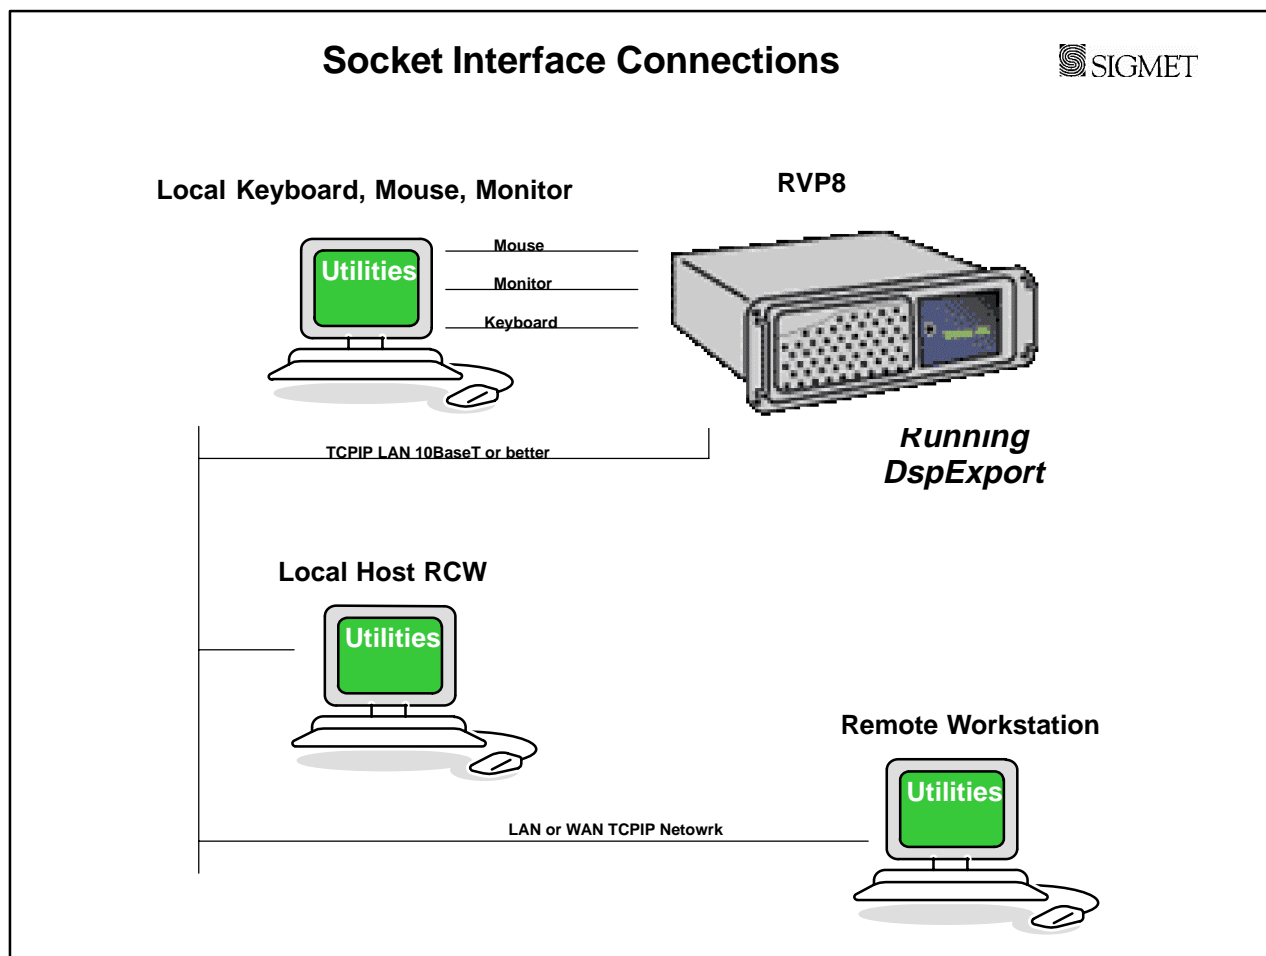 Socket Interface Connections
SIGMET
Local Keyboard, Mouse, Monitor
RVP8
Utilities
Mouse
Monitor
Keyboard
TCPIP LAN 10BaseT or better
Running
DspExport
Local Host RCW
Utilities
Remote Workstation
Utilities
LAN or WAN TCPIP Netowrk